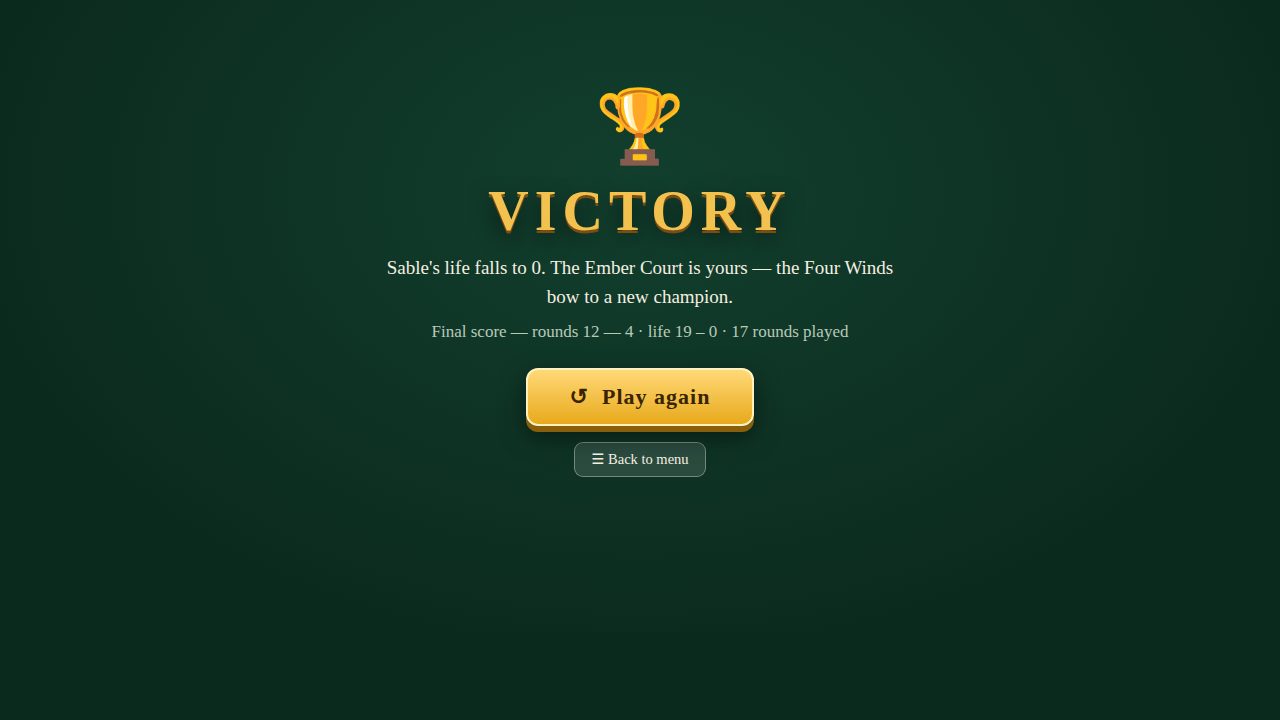 VICTORY
Sable's life falls to 0. The Ember Court is yours — the Four Winds
bow to a new champion.
Final score — rounds 12 — 4 · life 19 – 0 · 17 rounds played
↺ Play again
☰ Back to menu